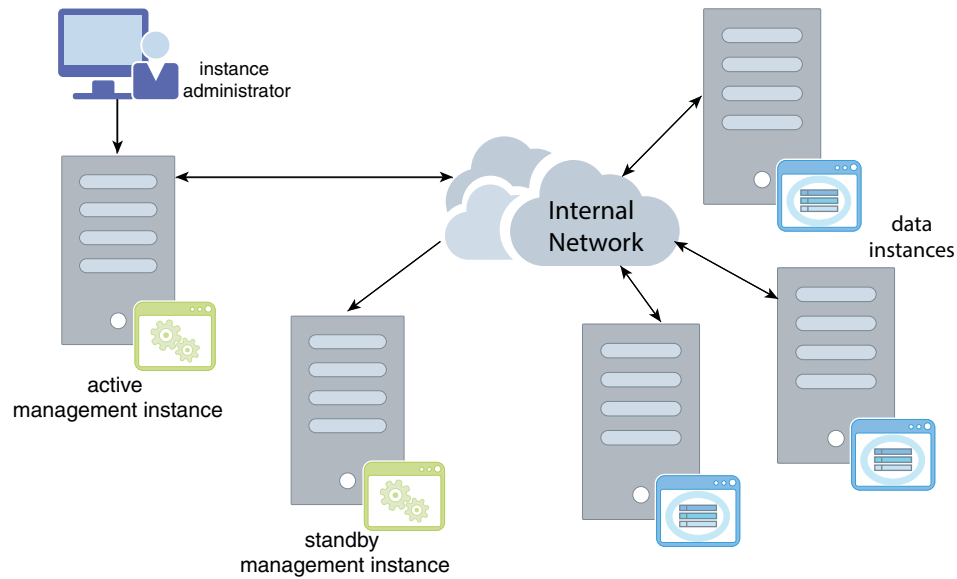 instance
administrator
Internal
Network
data
instances
active
management instance
standby
management instance